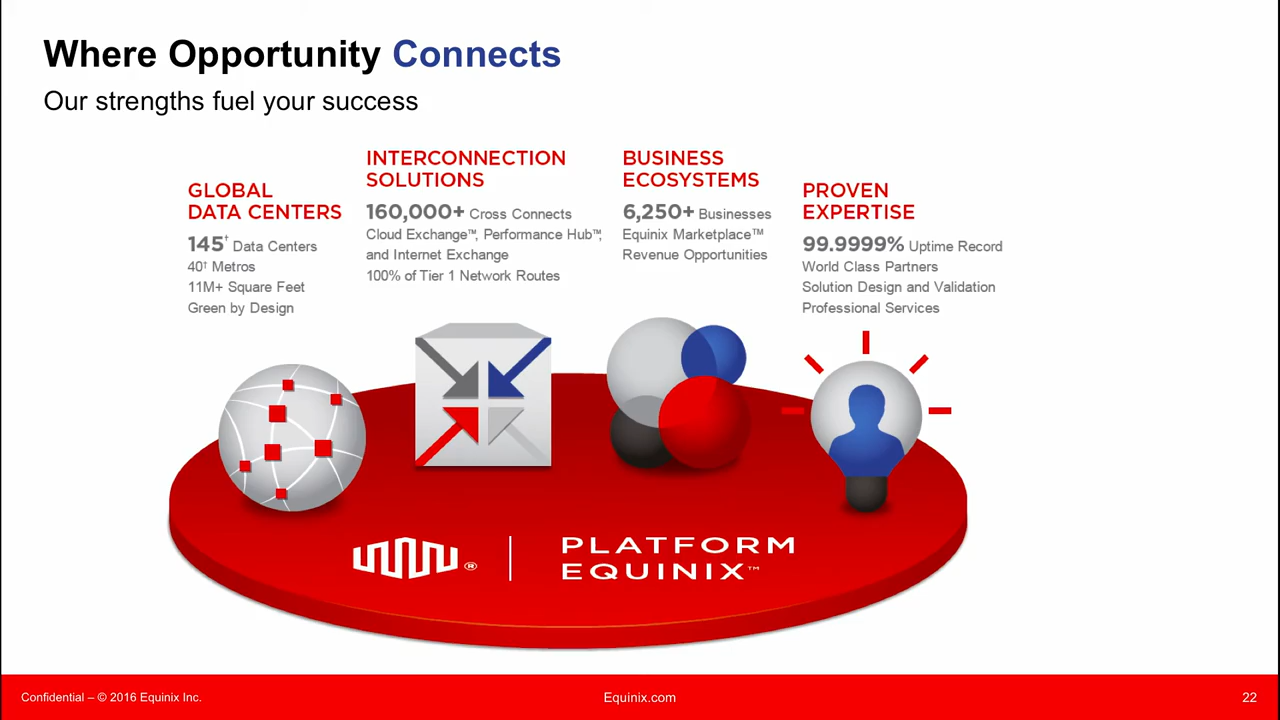 Where Opportunity Connects
Our strengths fuel your success
GLOBAL
DATA CENTERS
145† Data Centers
40† Metros
11M+ Square Feet
Green by Design
INTERCONNECTION
SOLUTIONS
160,000+ Cross Connects
Cloud Exchange™, Performance Hub™,
and Internet Exchange
100% of Tier 1 Network Routes
BUSINESS
ECOSYSTEMS
6,250+ Businesses
Equinix Marketplace™
Revenue Opportunities
PROVEN
EXPERTISE
99.9999% Uptime Record
World Class Partners
Solution Design and Validation
Professional Services
®
PLATFORM
EQUINIX™
Confidential – © 2016 Equinix Inc.
Equinix.com
22